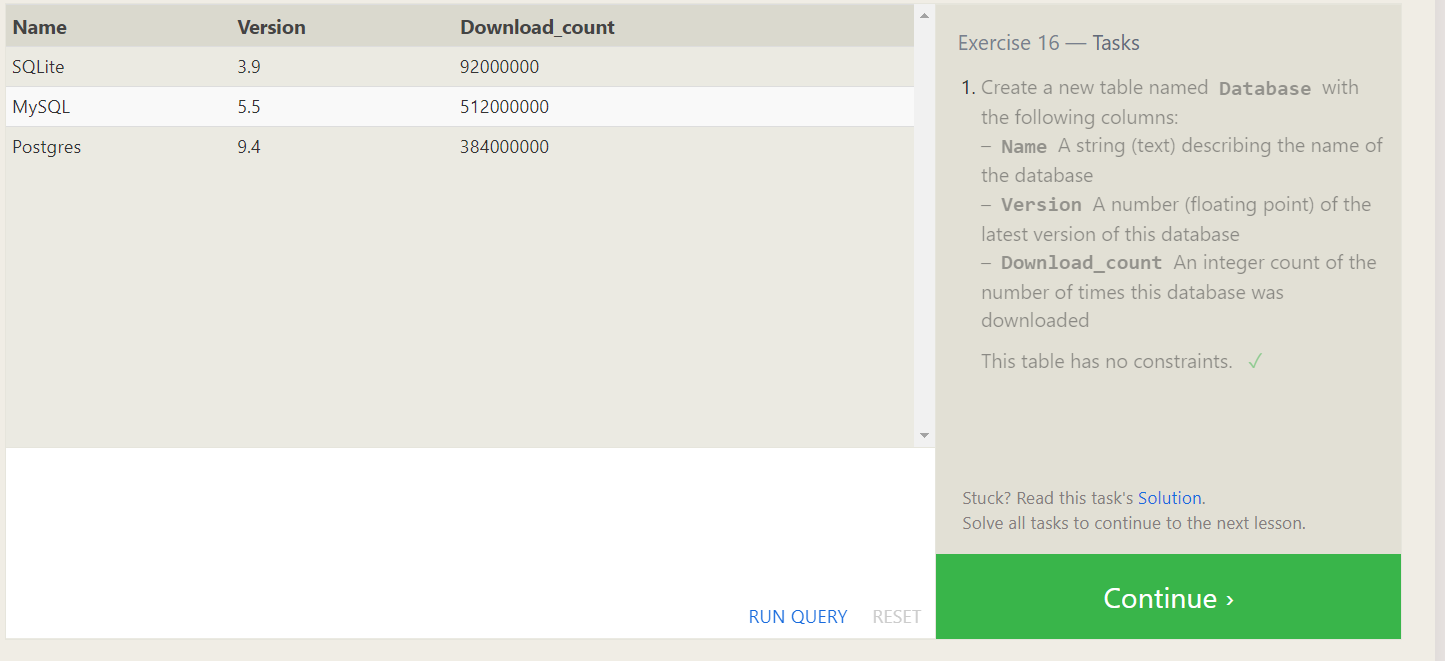 Name Version Download_count
SQLite 3.9 92000000
MySQL 5.5 512000000
Postgres 9.4 384000000
RUN QUERY RESET
Exercise 16 — Tasks
1. Create a new table named Database with
the following columns:
– Name A string (text) describing the name of
the database
– Version A number (floating point) of the
latest version of this database
– Download_count An integer count of the
number of times this database was
downloaded
This table has no constraints. ✓
Stuck? Read this task's Solution.
Solve all tasks to continue to the next lesson.
Continue ›